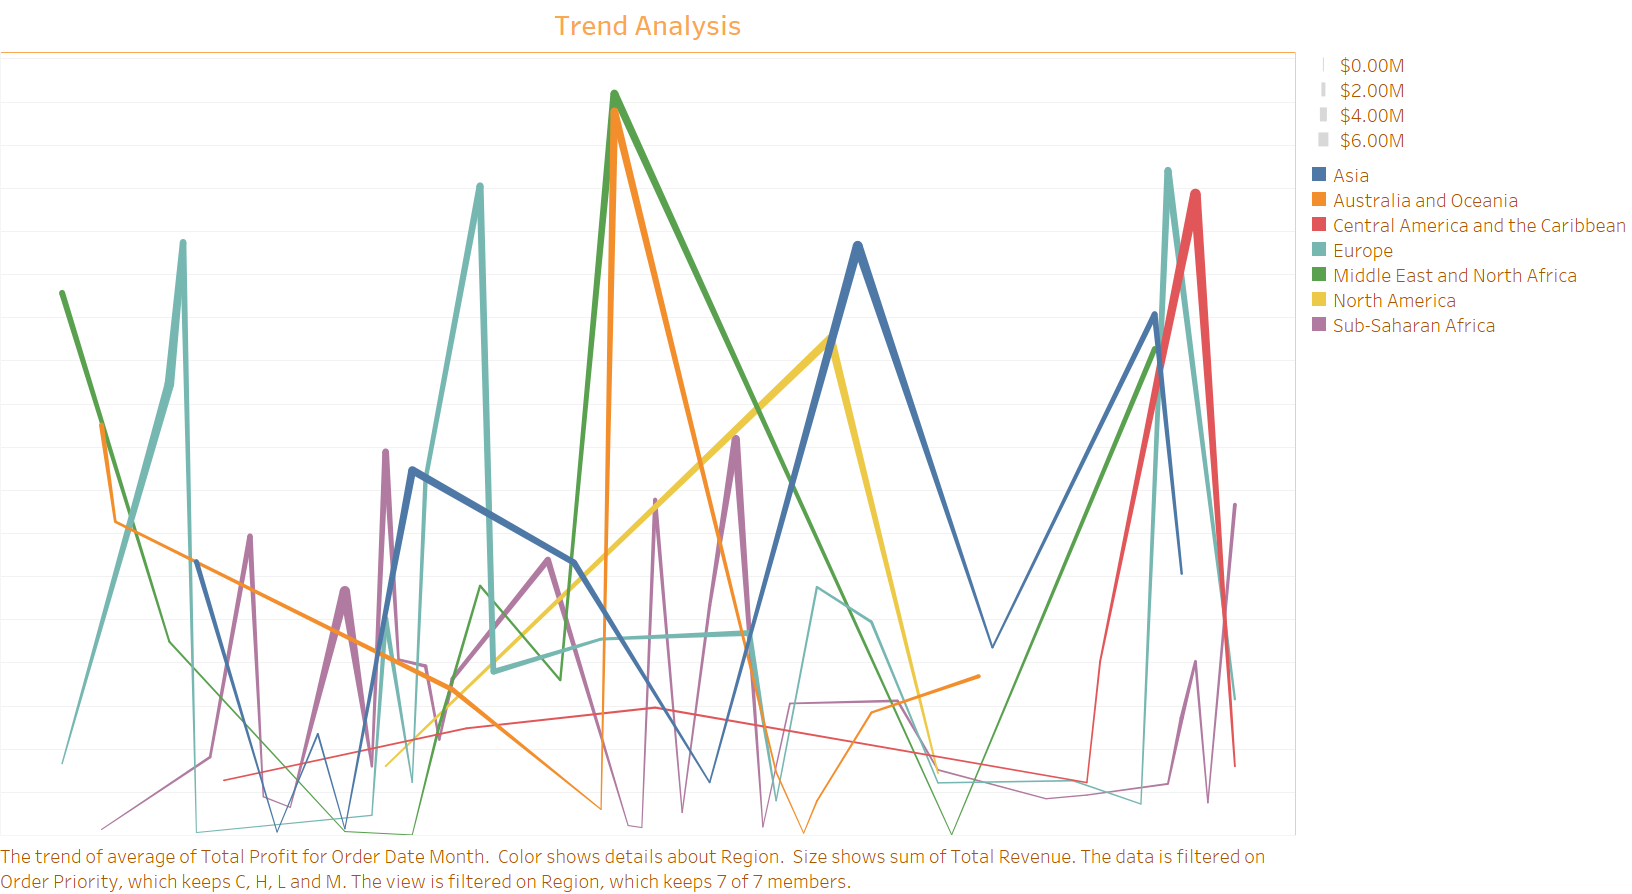 Trend Analysis
$0.00M
$2.00M
$4.00M
$6.00M
Asia
Australia and Oceania
Central America and the Caribbean
Europe
Middle East and North Africa
North America
Sub-Saharan Africa
The trend of average of Total Profit for Order Date Month.  Color shows details about Region.  Size shows sum of Total Revenue. The data is filtered on
Order Priority, which keeps C, H, L and M. The view is filtered on Region, which keeps 7 of 7 members.